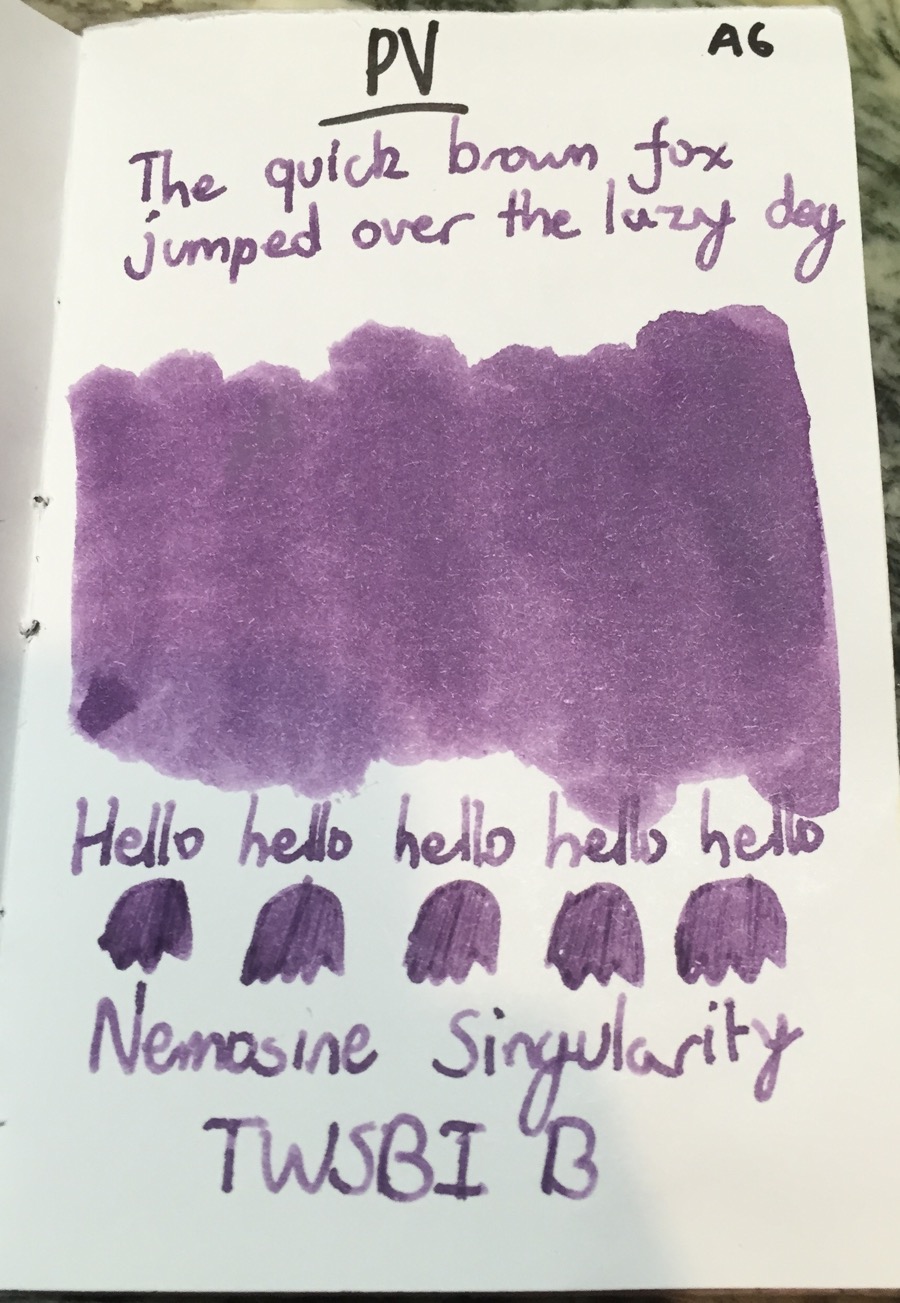 PV
A6
The quick brown fox
jumped over the lazy dog
Hello hello hello hello hello
Nemosine Singularity
TWSBI B